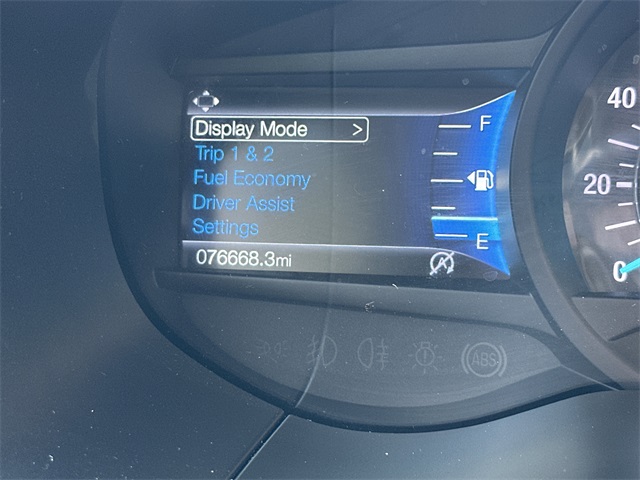 Display Mode >
Trip 1 & 2
Fuel Economy
Driver Assist
Settings
076668.3mi
F
E
40
20
0
ABS